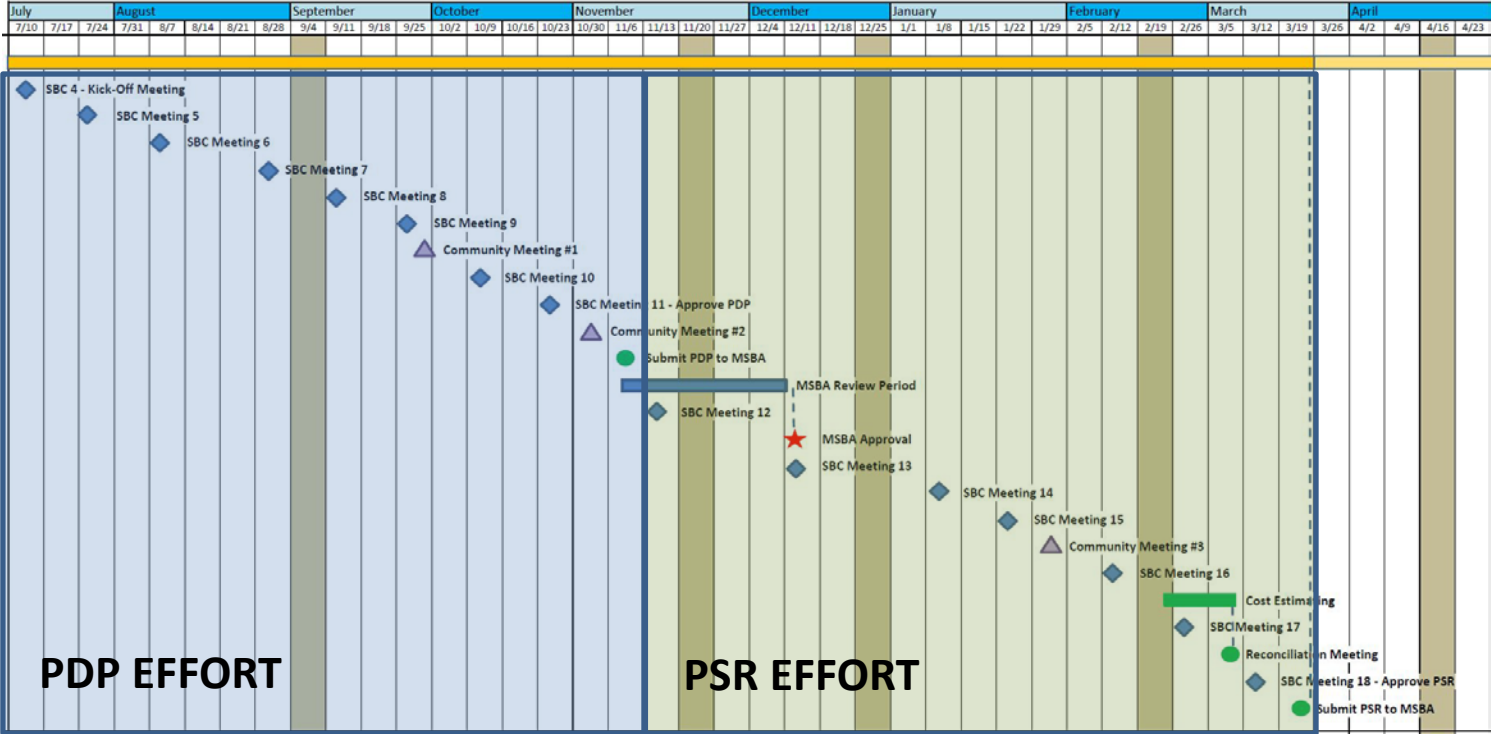 July August September October November December January February March April
7/10 7/17 7/24 7/31 8/7 8/14 8/21 8/28 9/4 9/11 9/18 9/25 10/2 10/9 10/16 10/23 10/30 11/6 11/13 11/20 11/27 12/4 12/11 12/18 12/25 1/1 1/8 1/15 1/22 1/29 2/5 2/12 2/19 2/26 3/5 3/12 3/19 3/26 4/2 4/9 4/16 4/23
SBC 4 - Kick-Off Meeting
SBC Meeting 5
SBC Meeting 6
SBC Meeting 7
SBC Meeting 8
SBC Meeting 9
Community Meeting #1
SBC Meeting 10
SBC Meeting 11 - Approve PDP
Community Meeting #2
Submit PDP to MSBA
MSBA Review Period
SBC Meeting 12
MSBA Approval
SBC Meeting 13
SBC Meeting 14
SBC Meeting 15
Community Meeting #3
SBC Meeting 16
Cost Estimating
SBC Meeting 17
Reconciliation Meeting
SBC Meeting 18 - Approve PSR
Submit PSR to MSBA
PDP EFFORT
PSR EFFORT